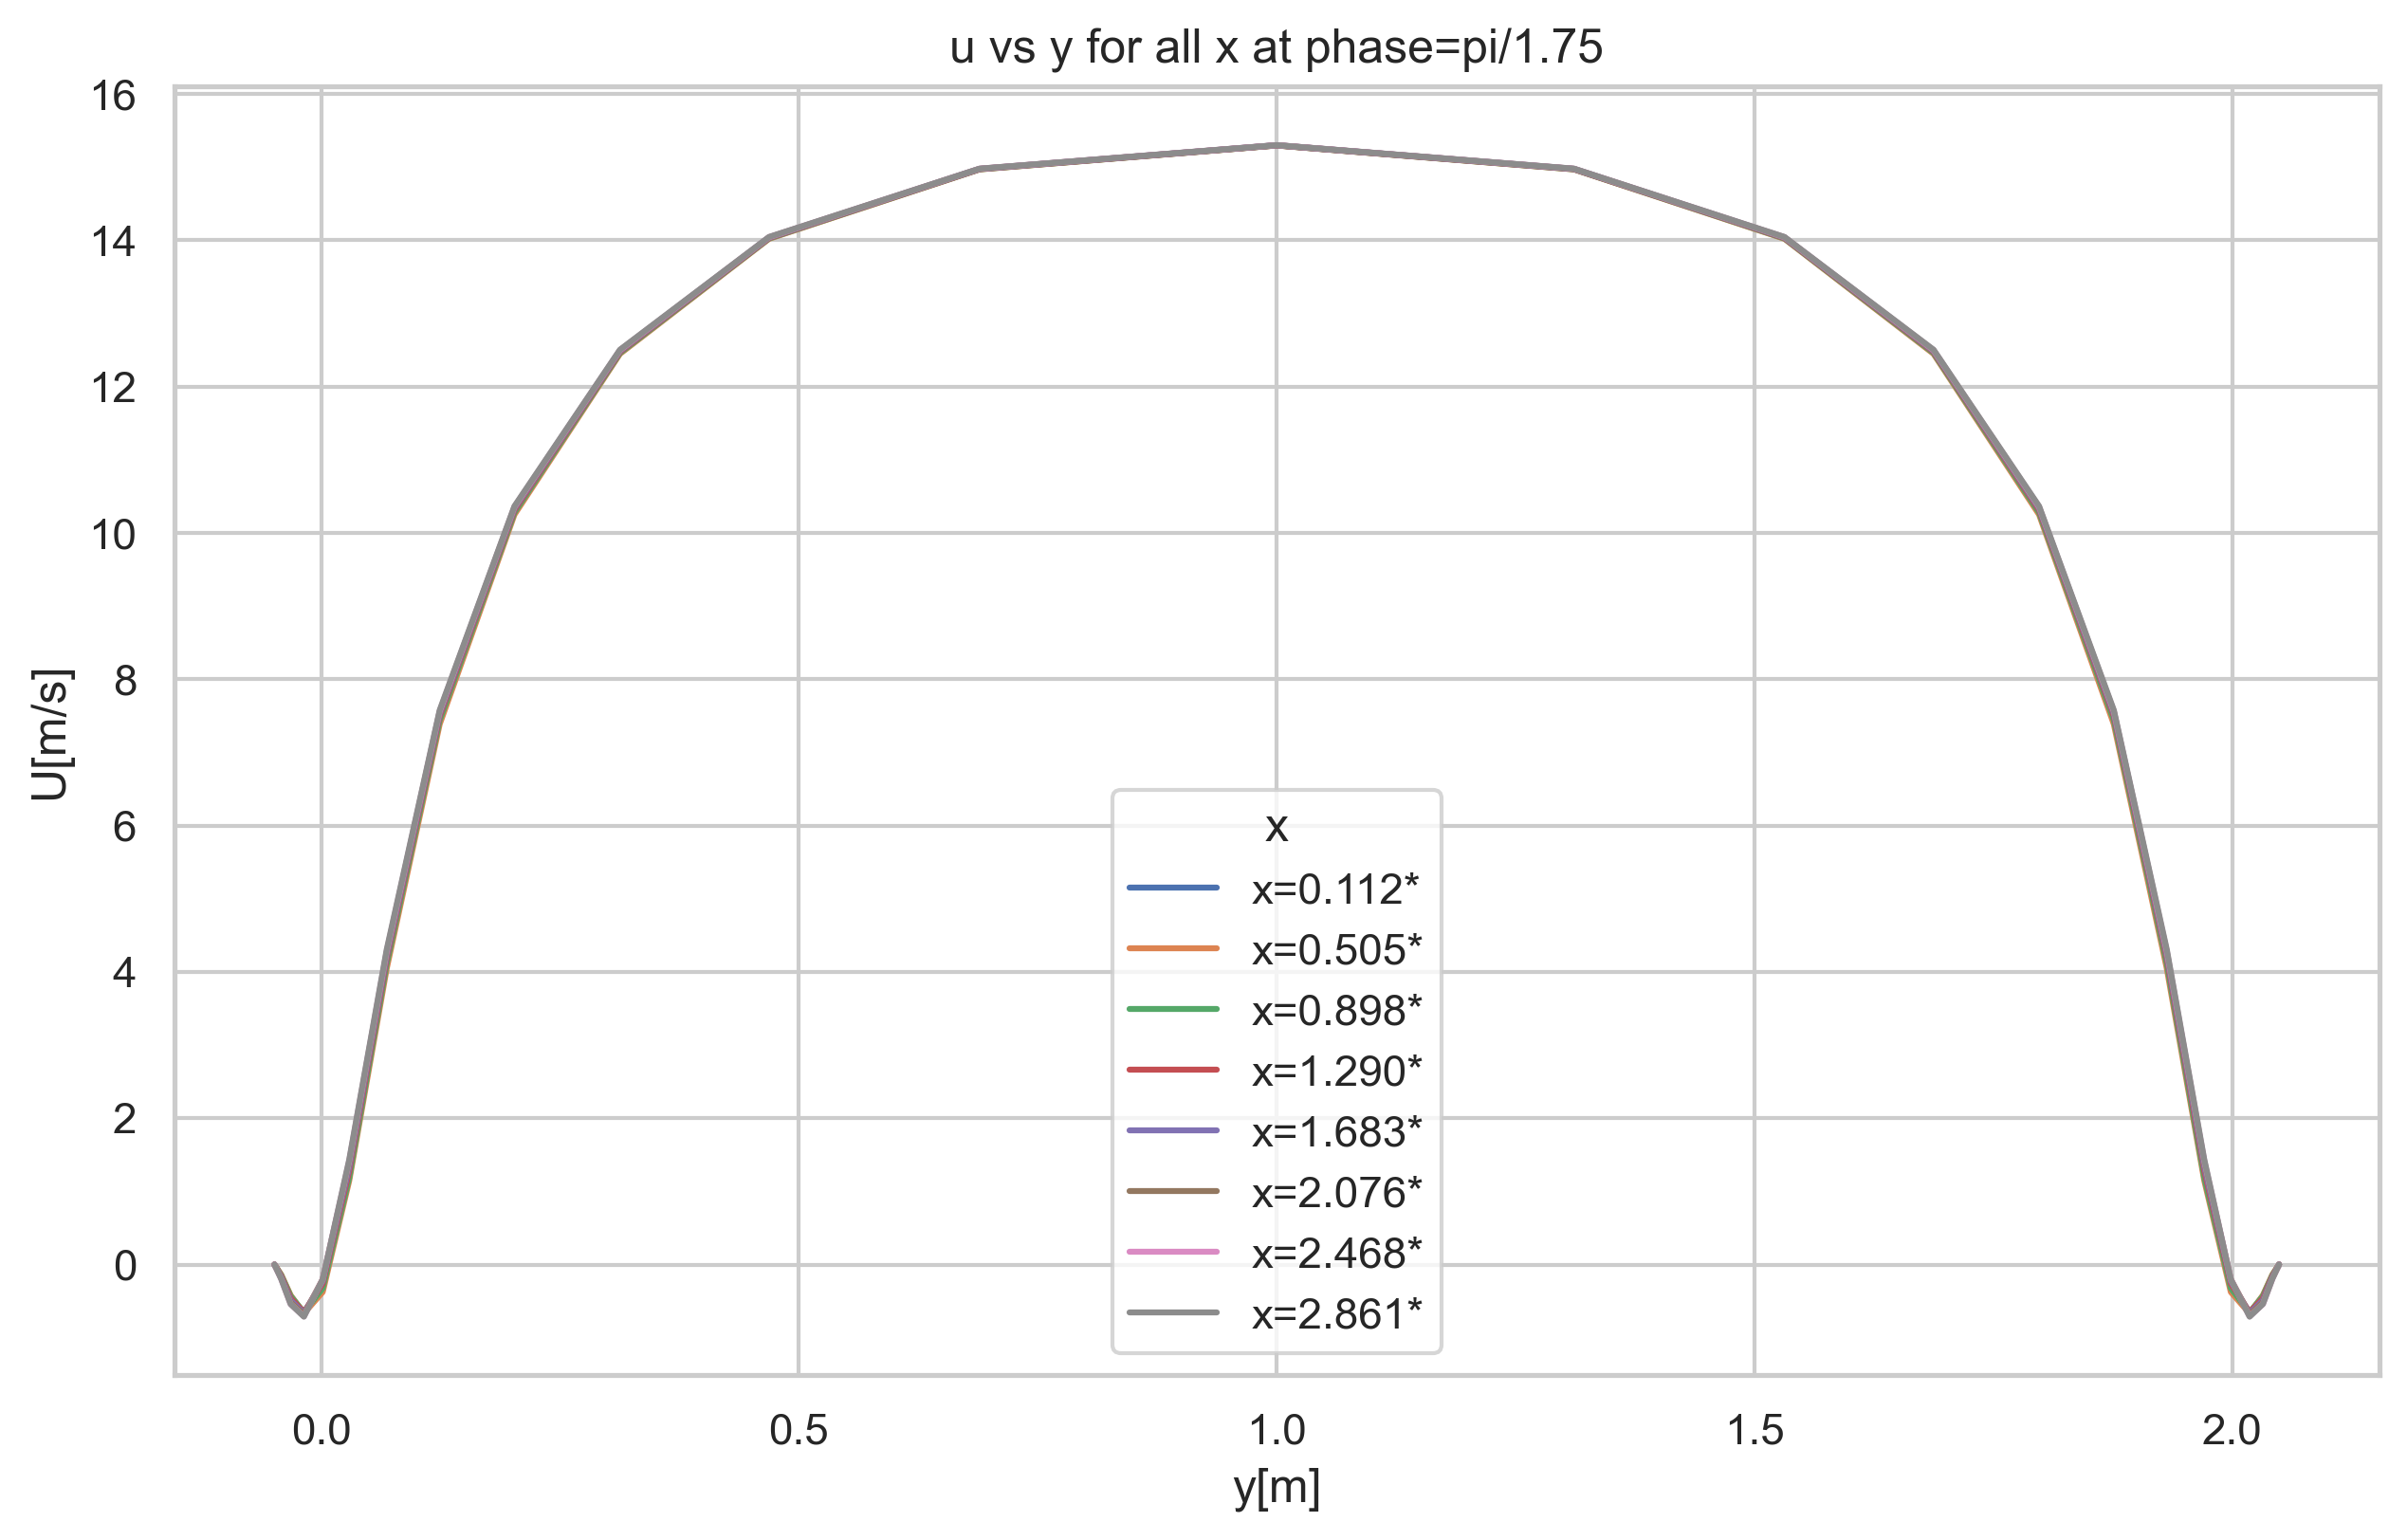 u vs y for all x at phase=pi/1.75
16
14
12
10
8
6
4
2
0
U[m/s]
x
x=0.112*
x=0.505*
x=0.898*
x=1.290*
x=1.683*
x=2.076*
x=2.468*
x=2.861*
0.0 0.5 1.0 1.5 2.0
y[m]